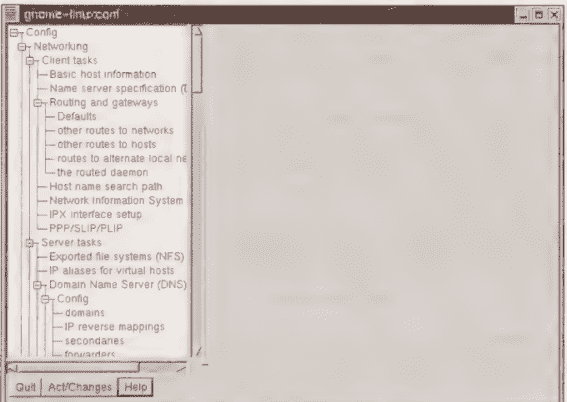 gnome-linuxconf
Config
Networking
Client tasks
Basic host information
Name server specification (D
Routing and gateways
Defaults
other routes to networks
other routes to hosts
routes to alternate local ne
the routed daemon
Host name search path
Network Information System
IPX interface setup
PPP/SLIP/PLIP
Server tasks
Exported file systems (NFS)
IP aliases for virtual hosts
Domain Name Server (DNS)
Config
domains
IP reverse mappings
secondaries
forwarders
Quit Act/Changes Help